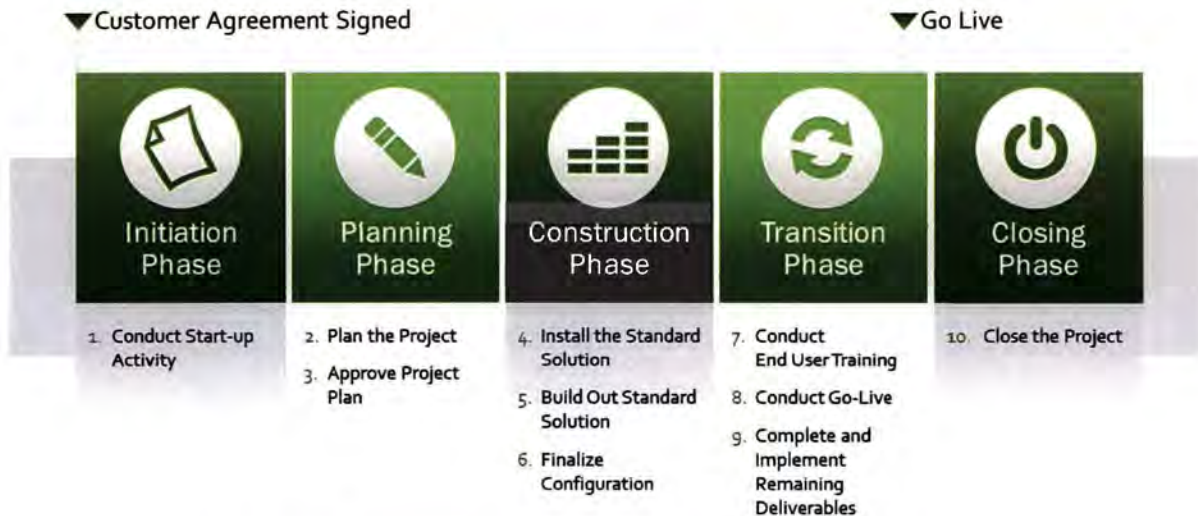 Customer Agreement Signed
Go Live
Initiation
Phase
Planning
Phase
Construction
Phase
Transition
Phase
Closing
Phase
1. Conduct Start-up
Activity
2. Plan the Project
3. Approve Project
Plan
4. Install the Standard
Solution
5. Build Out Standard
Solution
6. Finalize
Configuration
7. Conduct
End User Training
8. Conduct Go-Live
9. Complete and
Implement
Remaining
Deliverables
10. Close the Project